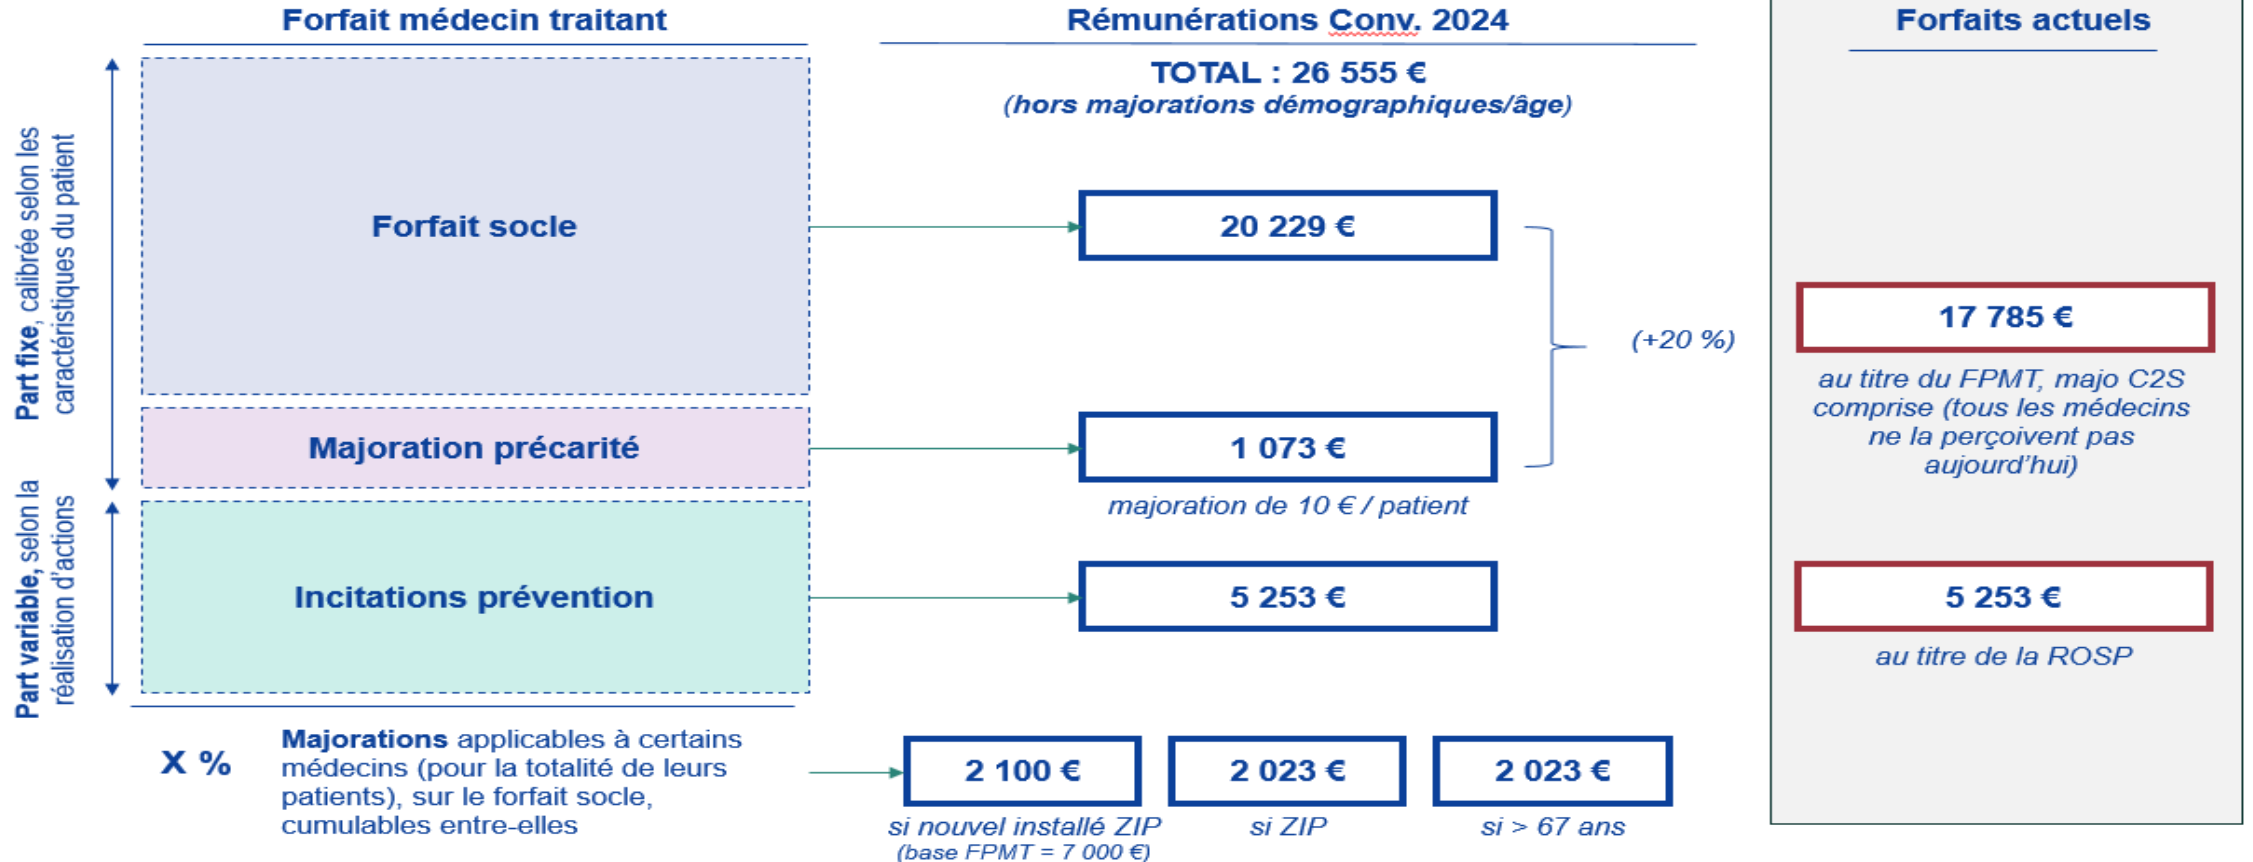 Forfait médecin traitant
Rémunérations Conv. 2024
Forfaits actuels
TOTAL : 26 555 €
(hors majorations démographiques/âge)
Part fixe, calibrée selon les
caractéristiques du patient
Forfait socle
20 229 €
(+20 %)
17 785 €
au titre du FPMT, majo C2S
comprise (tous les médecins
ne la perçoivent pas
aujourd’hui)
Majoration précarité
1 073 €
majoration de 10 € / patient
Part variable, selon la
réalisation d’actions
Incitations prévention
5 253 €
5 253 €
au titre de la ROSP
X %
Majorations applicables à certains
médecins (pour la totalité de leurs
patients), sur le forfait socle,
cumulables entre-elles
2 100 €
si nouvel installé ZIP
(base FPMT = 7 000 €)
2 023 €
si ZIP
2 023 €
si > 67 ans